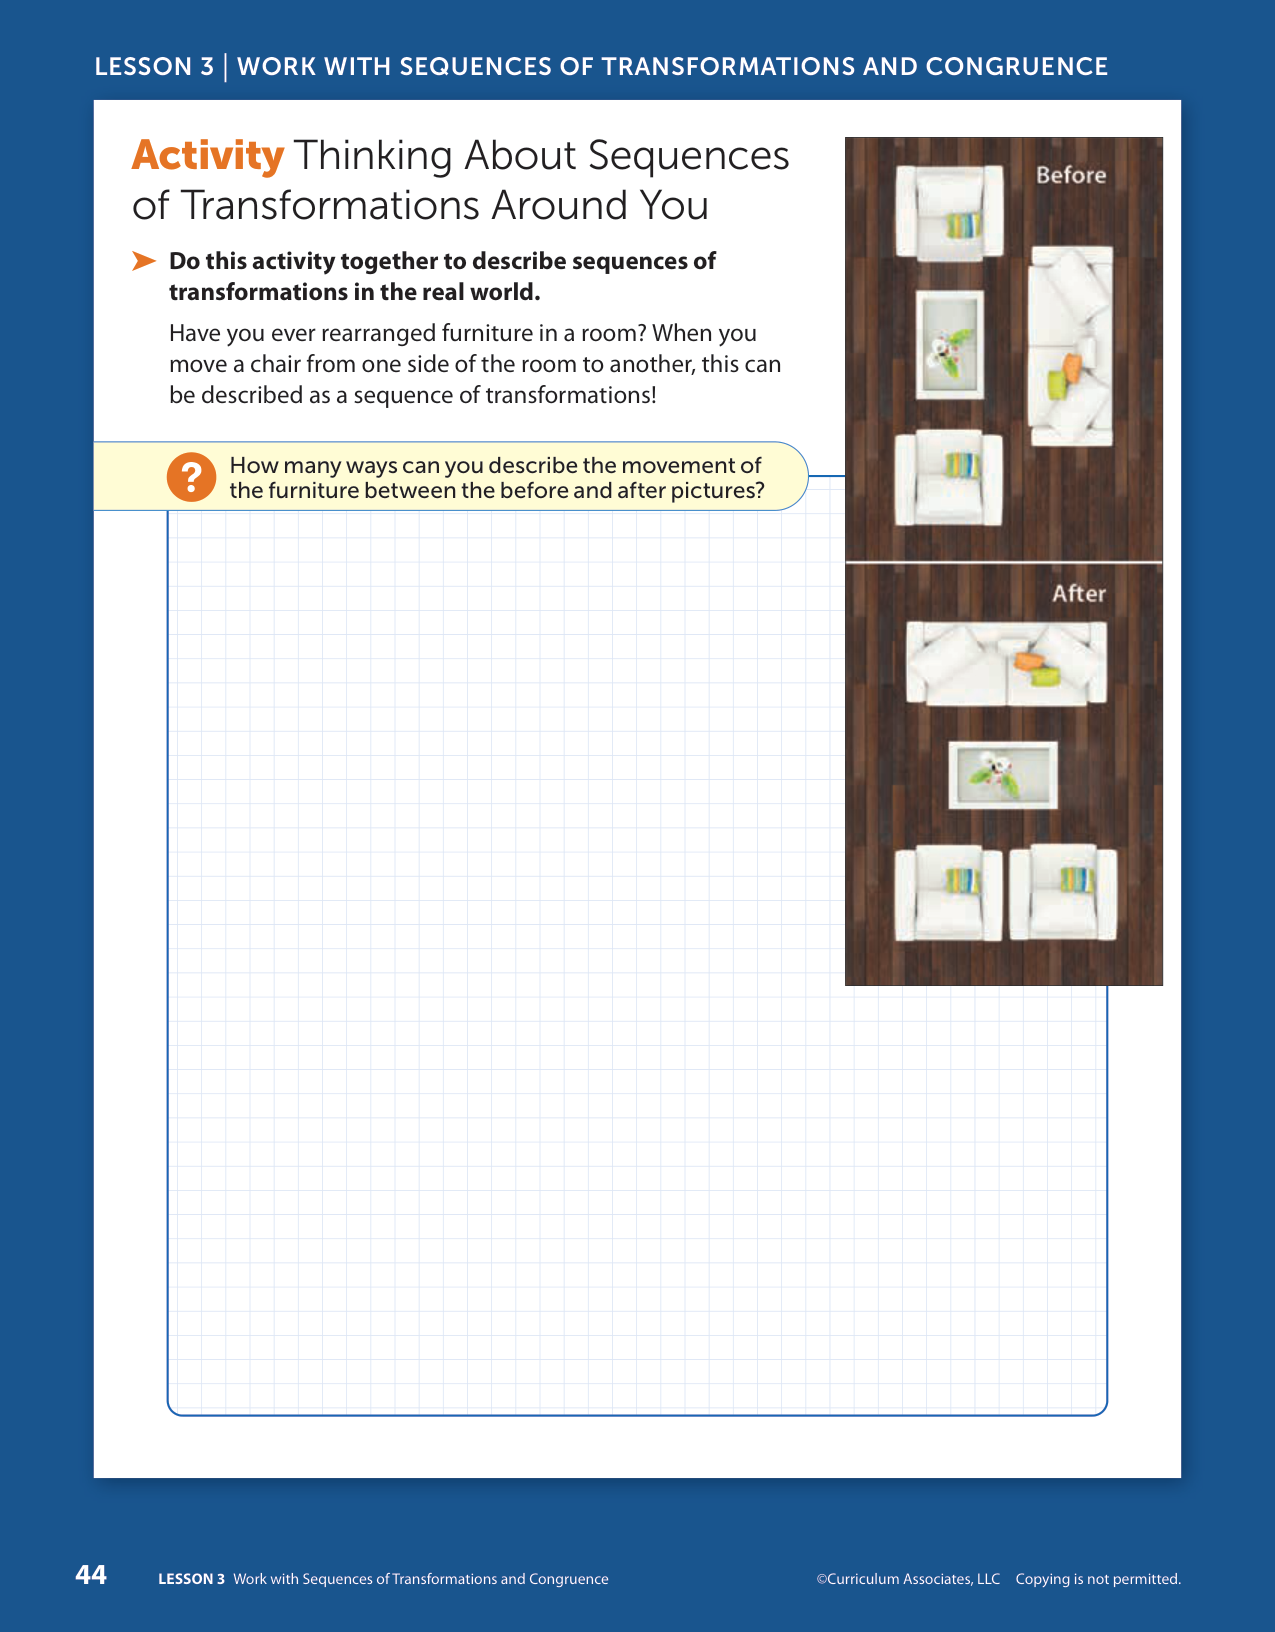 LESSON 3 | WORK WITH SEQUENCES OF TRANSFORMATIONS AND CONGRUENCE
Activity Thinking About Sequences
of Transformations Around You
Do this activity together to describe sequences of
transformations in the real world.
Have you ever rearranged furniture in a room? When you
move a chair from one side of the room to another, this can
be described as a sequence of transformations!
? How many ways can you describe the movement of
the furniture between the before and after pictures?
Before
After
44 LESSON 3 Work with Sequences of Transformations and Congruence
©Curriculum Associates, LLC Copying is not permitted.